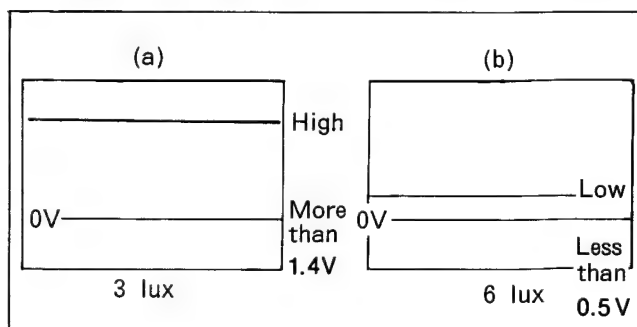 (a)
High
0V
More
than
1.4V
3 lux
(b)
Low
0V
Less
than
0.5V
6 lux